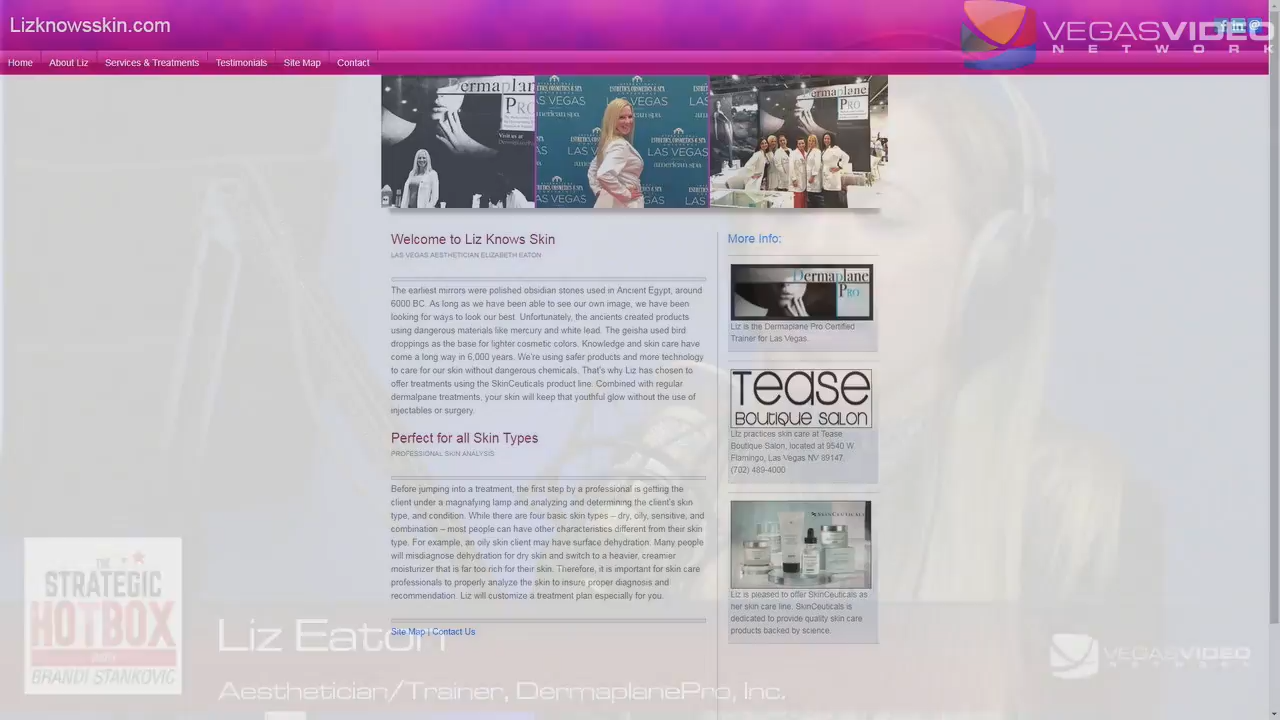 Lizknowsskin.com
VEGASVIDEO
NETWORK
Home
About Liz
Services & Treatments
Testimonials
Site Map
Contact
Dermaplane
PRO
LAS VEGAS
american spa
Dermaplane
PRO
Welcome to Liz Knows Skin
LAS VEGAS AESTHETICIAN ELIZABETH EATON
The earliest mirrors were polished obsidian stones used in Ancient Egypt, around
6000 BC. As long as we have been able to see our own image, we have been
looking for ways to look our best. Unfortunately, the ancients created products
using dangerous materials like mercury and white lead. The geisha used bird
droppings as the base for lighter cosmetic colors. Knowledge and skin care have
come a long way in 6,000 years. We're using safer products and more technology
to care for our skin without dangerous chemicals. That's why Liz has chosen to
offer treatments using the SkinCeuticals product line. Combined with regular
dermalpane treatments, your skin will keep that youthful glow without the use of
injectables or surgery.
Perfect for all Skin Types
PROFESSIONAL SKIN ANALYSIS
Before jumping into a treatment, the first step by a professional is getting the
client under a magnafying lamp and analyzing and determining the client's skin
type, and condition. While there are four basic skin types – dry, oily, sensitive, and
combination – most people can have other characteristics different from their skin
type. For example, an oily skin client may have surface dehydration. Many people
will misdiagnose dehydration for dry skin and switch to a heavier, creamier
moisturizer that is far too rich for their skin. Therefore, it is important for skin care
professionals to properly analyze the skin to insure proper diagnosis and
recommendation. Liz will customize a treatment plan especially for you.
Site Map | Contact Us
More Info:
Dermaplane
PRO
Liz is the Dermaplane Pro Certified
Trainer for Las Vegas.
TEASE
BOUTIQUE SALON
Liz practices skin care at Tease
Boutique Salon, located at 9540 W
Flamingo, Las Vegas NV 89147.
(702) 489-4000
SKINCEUTICALS
Liz is pleased to offer SkinCeuticals as
her skin care line. SkinCeuticals is
dedicated to provide quality skin care
products backed by science.
THE
STRATEGIC
BRANDI STANKOVIC
Liz Eaton
Aesthetician/Trainer, DermaplanePro, Inc.
VEGASVIDEO
NETWORK